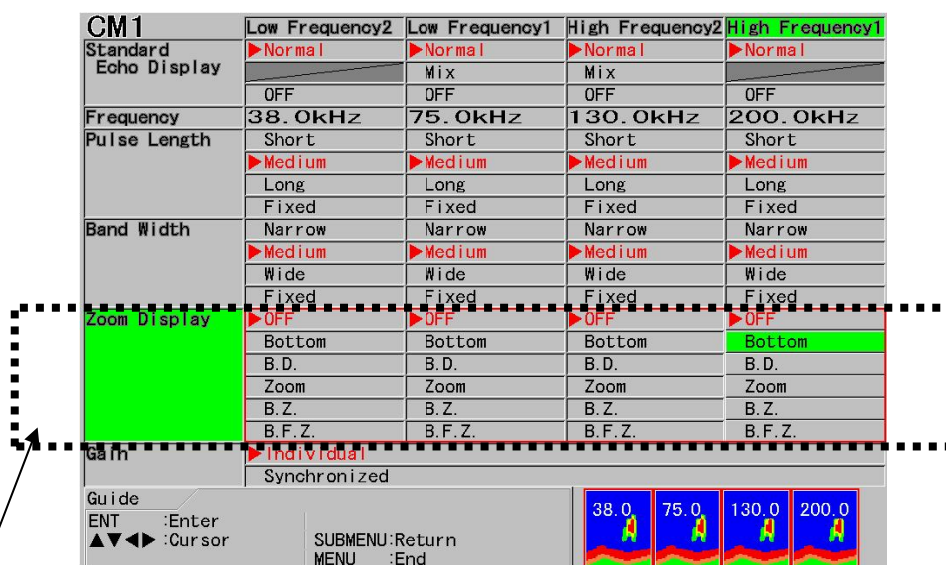 CM1 Low Frequency2 Low Frequency1 High Frequency2 High Frequency1
Standard ▶Normal ▶Normal ▶Normal ▶Normal
Echo Display Mix Mix
OFF OFF OFF OFF
Frequency 38.0kHz 75.0kHz 130.0kHz 200.0kHz
Pulse Length Short Short Short Short
▶Medium ▶Medium ▶Medium ▶Medium
Long Long Long Long
Fixed Fixed Fixed Fixed
Band Width Narrow Narrow Narrow Narrow
▶Medium ▶Medium ▶Medium ▶Medium
Wide Wide Wide Wide
Fixed Fixed Fixed Fixed
Zoom Display ▶OFF ▶OFF ▶OFF ▶OFF
Bottom Bottom Bottom Bottom
B.D. B.D. B.D. B.D.
Zoom Zoom Zoom Zoom
B.Z. B.Z. B.Z. B.Z.
B.F.Z. B.F.Z. B.F.Z. B.F.Z.
Gain ▶Individual
Synchronized
Guide
ENT :Enter
▲▼◀▶ :Cursor SUBMENU:Return
MENU :End
38.0 75.0 130.0 200.0